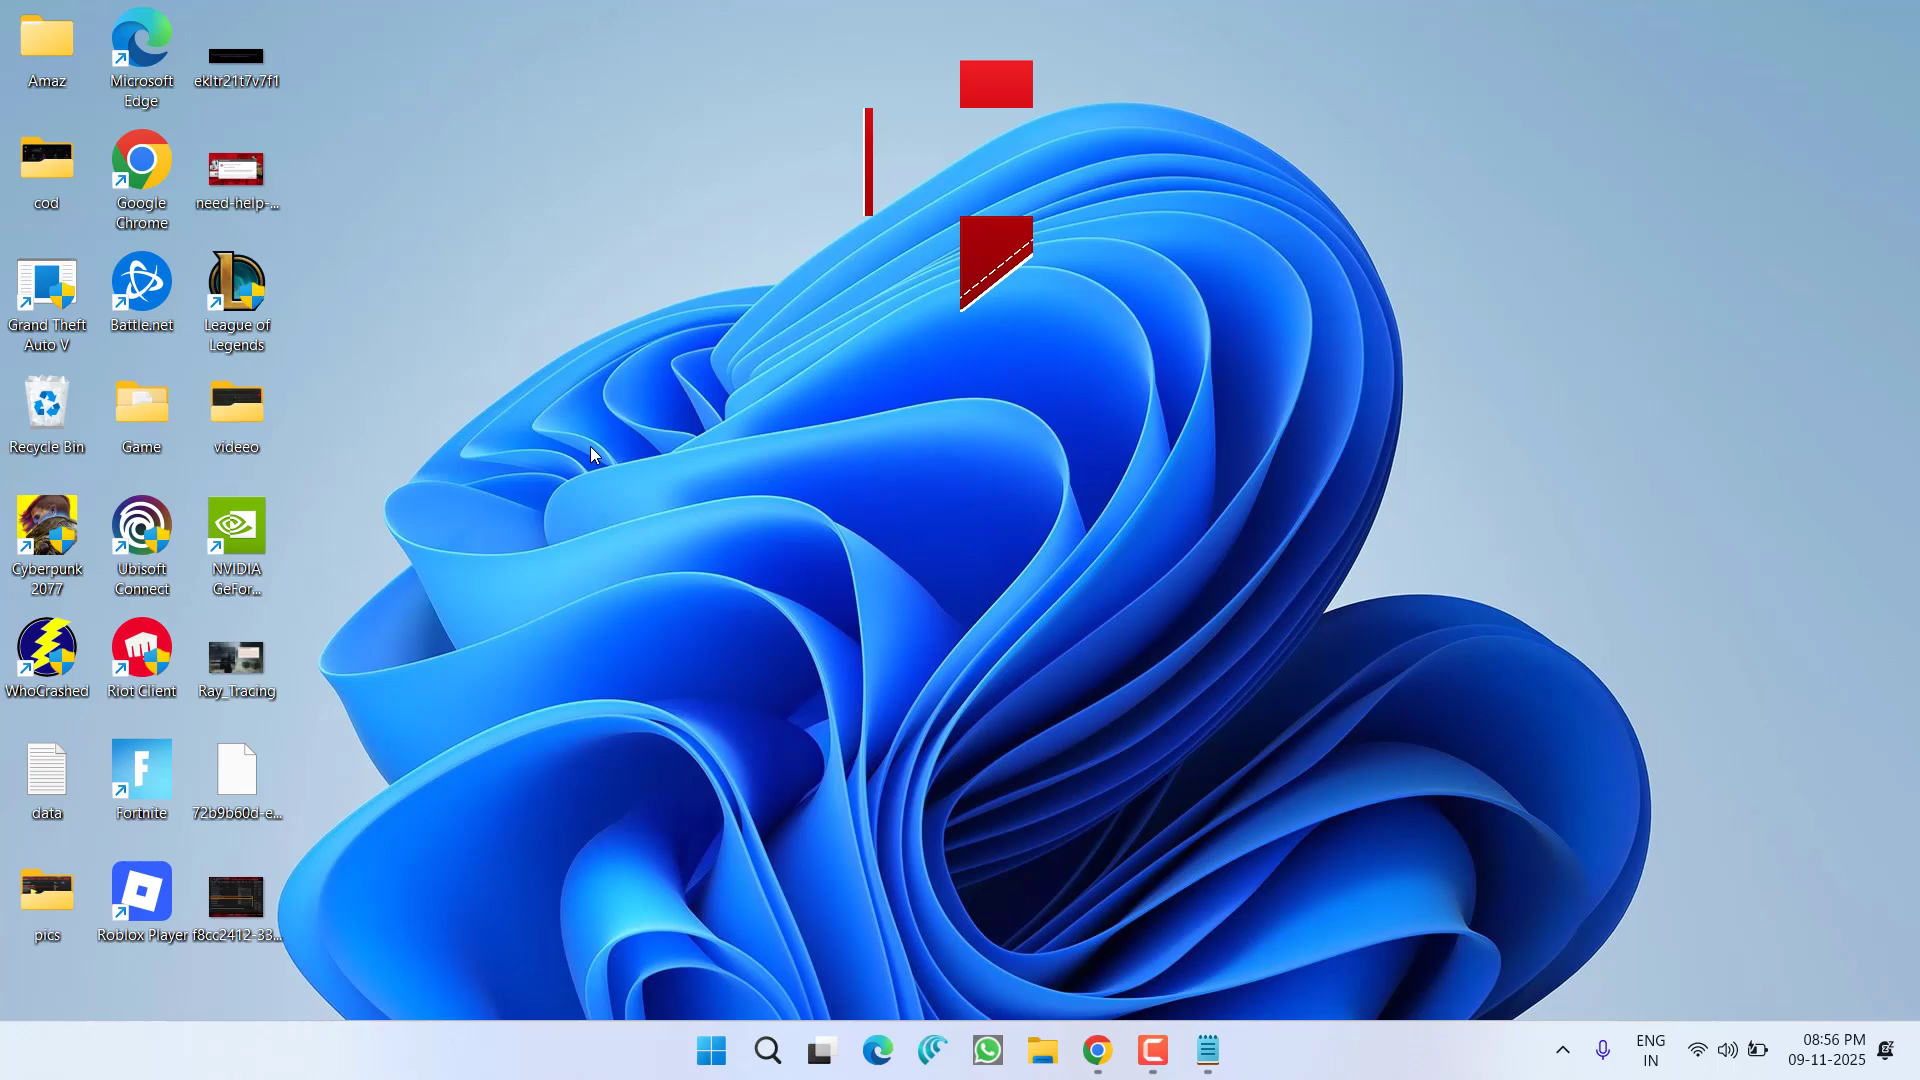 Amaz
Microsoft
Edge
ekltr21t7v7f1
cod
Google
Chrome
need-help-...
Grand Theft
Auto V
Battle.net
League of
Legends
Recycle Bin
Game
videeo
Cyberpunk
2077
Ubisoft
Connect
NVIDIA
GeFor...
WhoCrashed
Riot Client
Ray_Tracing
data
Fortnite
72b9b60d-e...
pics
Roblox Player
f8cc2412-33...
ENG
IN
08:56 PM
09-11-2025